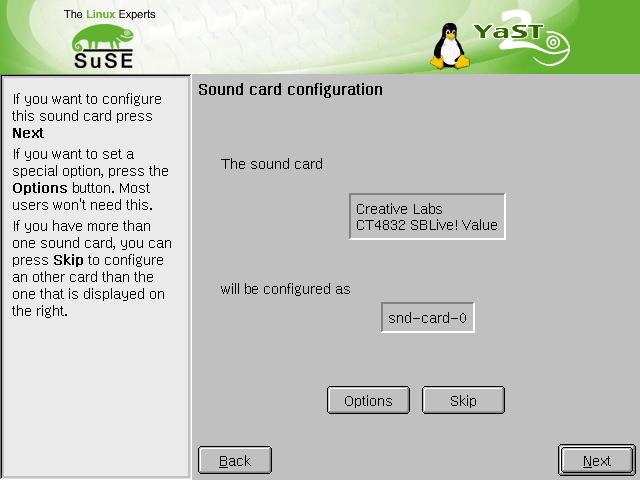 The Linux Experts
SuSE
YaST
2
If you want to configure
this sound card press
Next
If you want to set a
special option, press the
Options button. Most
users won't need this.
If you have more than
one sound card, you can
press Skip to configure
an other card than the
one that is displayed on
the right.
Sound card configuration
The sound card
Creative Labs
CT4832 SBLive! Value
will be configured as
snd-card-0
Options
Skip
Back
Next